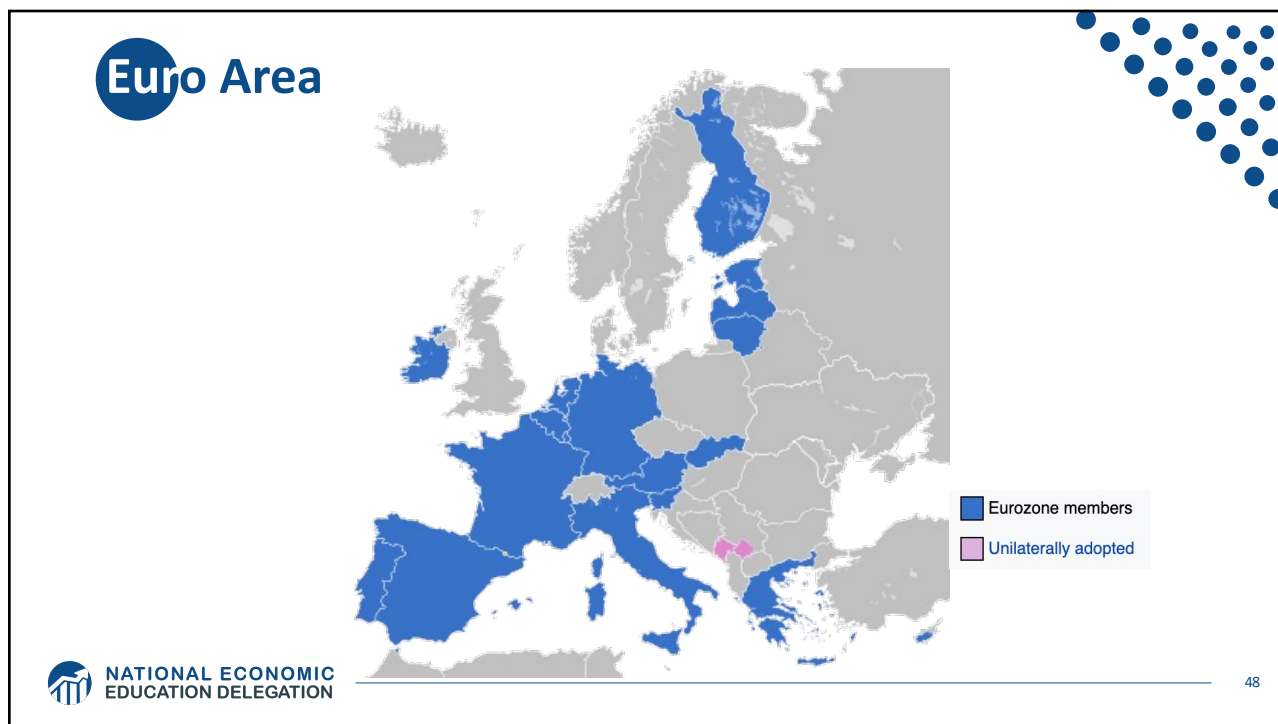 Euro Area
Eurozone members
Unilaterally adopted
NATIONAL ECONOMIC
EDUCATION DELEGATION
48